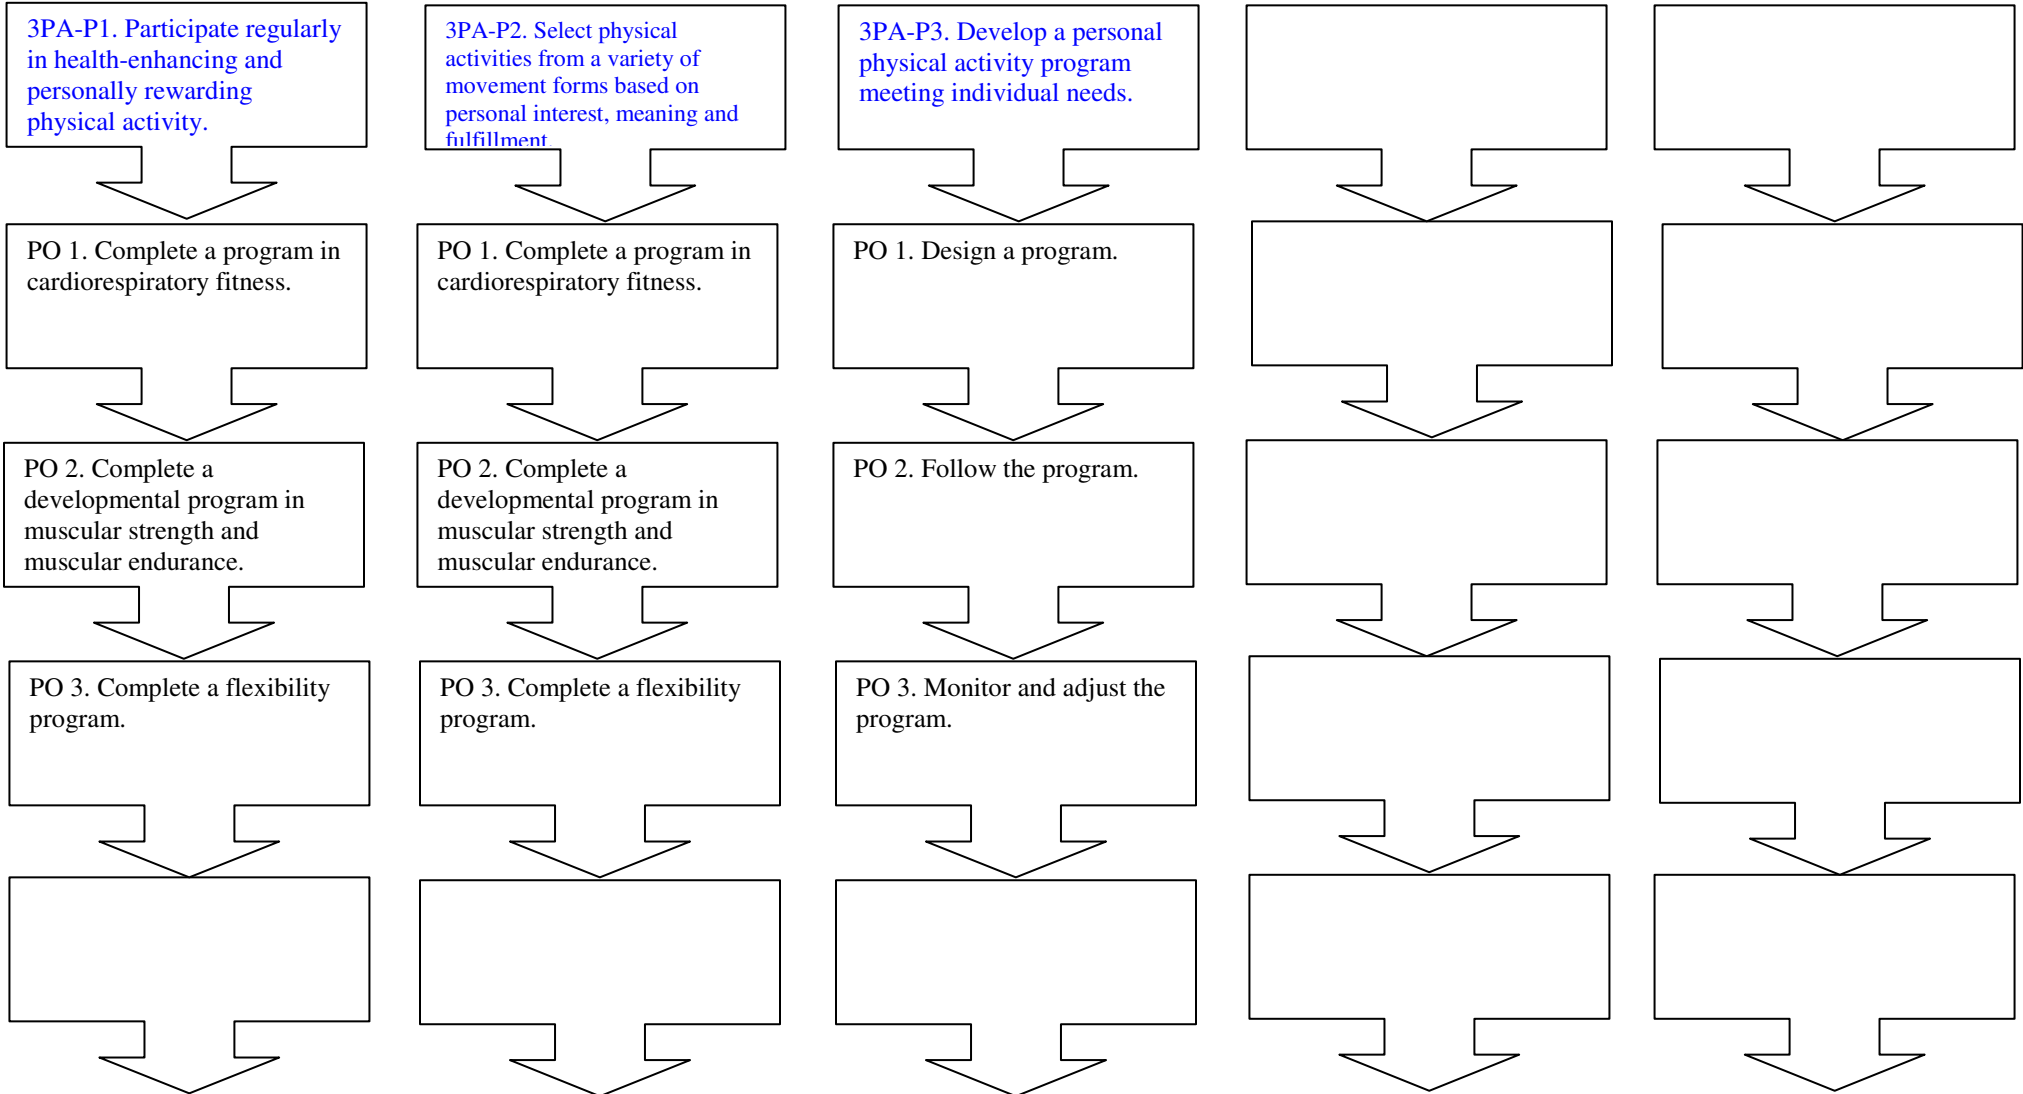 3PA-P1. Participate regularly
in health-enhancing and
personally rewarding
physical activity.
3PA-P2. Select physical
activities from a variety of
movement forms based on
personal interest, meaning and
fulfillment.
3PA-P3. Develop a personal
physical activity program
meeting individual needs.
PO 1. Complete a program in
cardiorespiratory fitness.
PO 1. Complete a program in
cardiorespiratory fitness.
PO 1. Design a program.
PO 2. Complete a
developmental program in
muscular strength and
muscular endurance.
PO 2. Complete a
developmental program in
muscular strength and
muscular endurance.
PO 2. Follow the program.
PO 3. Complete a flexibility
program.
PO 3. Complete a flexibility
program.
PO 3. Monitor and adjust the
program.